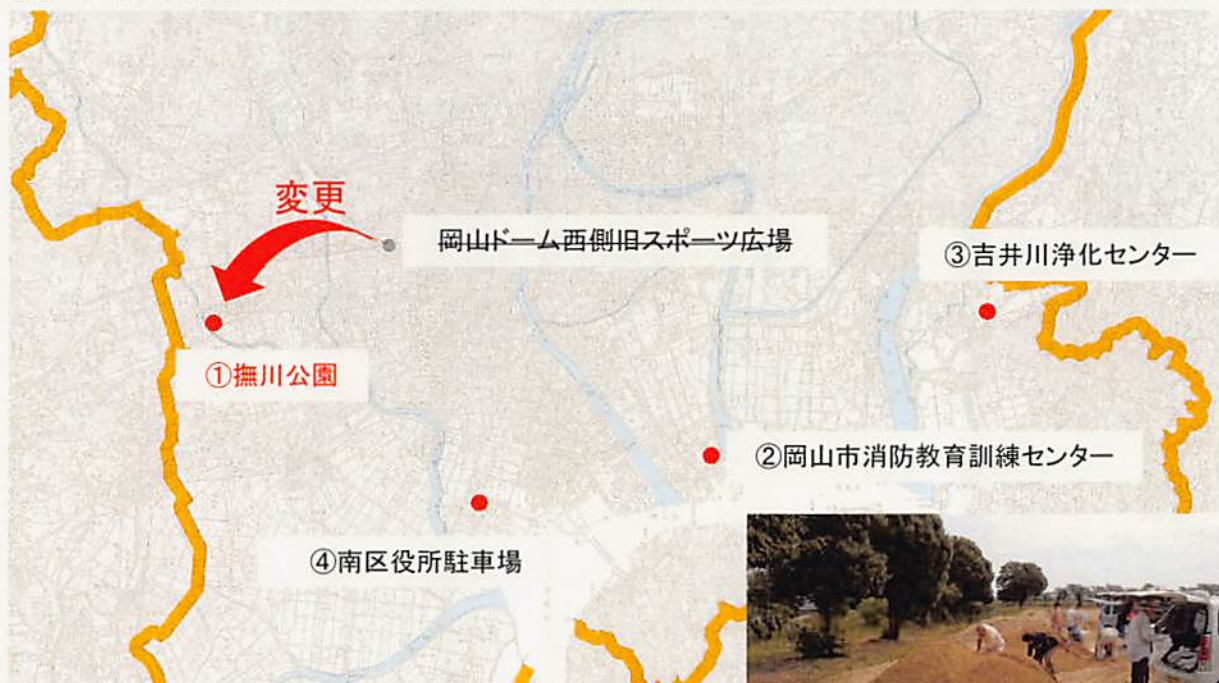 変更
岡山ドーム西側旧スポーツ広場
③吉井川浄化センター
①撫川公園
②岡山市消防教育訓練センター
④南区役所駐車場